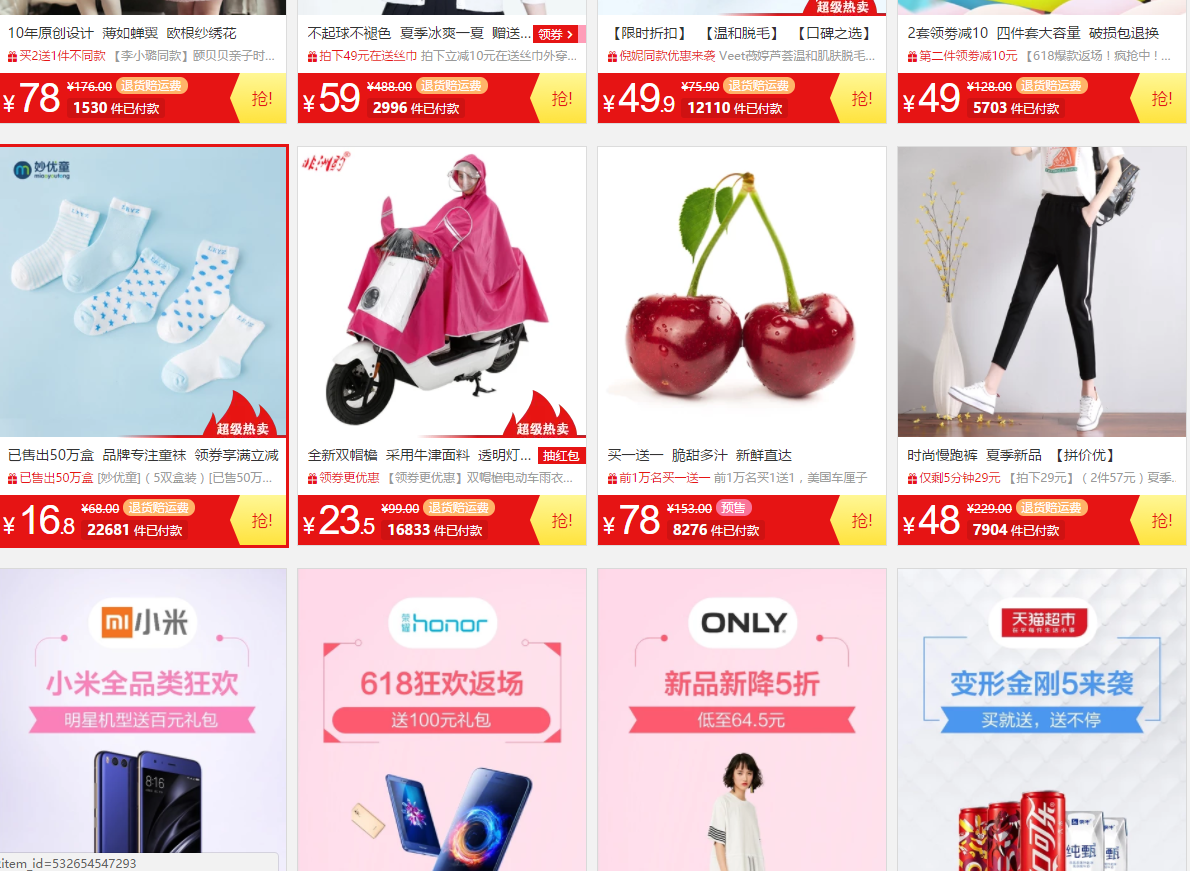 超级热卖
10年原创设计 薄如蝉翼 欧根纱绣花
买2送1件不同款 【李小璐同款】颐贝贝亲子时...
¥78 ¥176.00 退货赔运费
1530 件已付款
抢!
不起球不褪色 夏季冰爽一夏 赠送... 领券 >
拍下49元在送丝巾 拍下立减10元在送丝巾外穿...
¥59 ¥488.00 退货赔运费
2996 件已付款
抢!
【限时折扣】 【温和脱毛】 【口碑之选】
倪妮同款优惠来袭 Veet薇婷芦荟温和肌肤脱毛...
¥49.9 ¥75.90 退货赔运费
12110 件已付款
抢!
2套领劵减10 四件套大容量 破损包退换
第二件领劵减10元 【618爆款返场！疯抢中！...
¥49 ¥128.00 退货赔运费
5703 件已付款
抢!
妙优童
miaoyoutong
超级热卖
已售出50万盒 品牌专注童袜 领券享满立减
已售出50万盒 [妙优童]（5双盒装）[已售50万...
¥16.8 ¥68.00 退货赔运费
22681 件已付款
抢!
非洲豹®
超级热卖
全新双帽檐 采用牛津面料 透明灯... 抽红包
领券更优惠 【领券更优惠】双帽檐电动车雨衣...
¥23.5 ¥99.00 退货赔运费
16833 件已付款
抢!
买一送一 脆甜多汁 新鲜直达
前1万名买一送一 前1万名买1送1，美国车厘子
¥78 ¥153.00 预售
8276 件已付款
抢!
时尚慢跑裤 夏季新品 【拼价优】
仅剩5分钟29元 【拍下29元】（2件57元）夏季...
¥48 ¥229.00 退货赔运费
7904 件已付款
抢!
mi小米
小米全品类狂欢
明星机型送百元礼包
8:16
荣耀honor
618狂欢返场
送100元礼包
ONLY
新品新降5折
低至64.5元
天猫超市
变形金刚5来袭
买就送，送不停
口可乐
纯甄
甄
item_id=532654547293